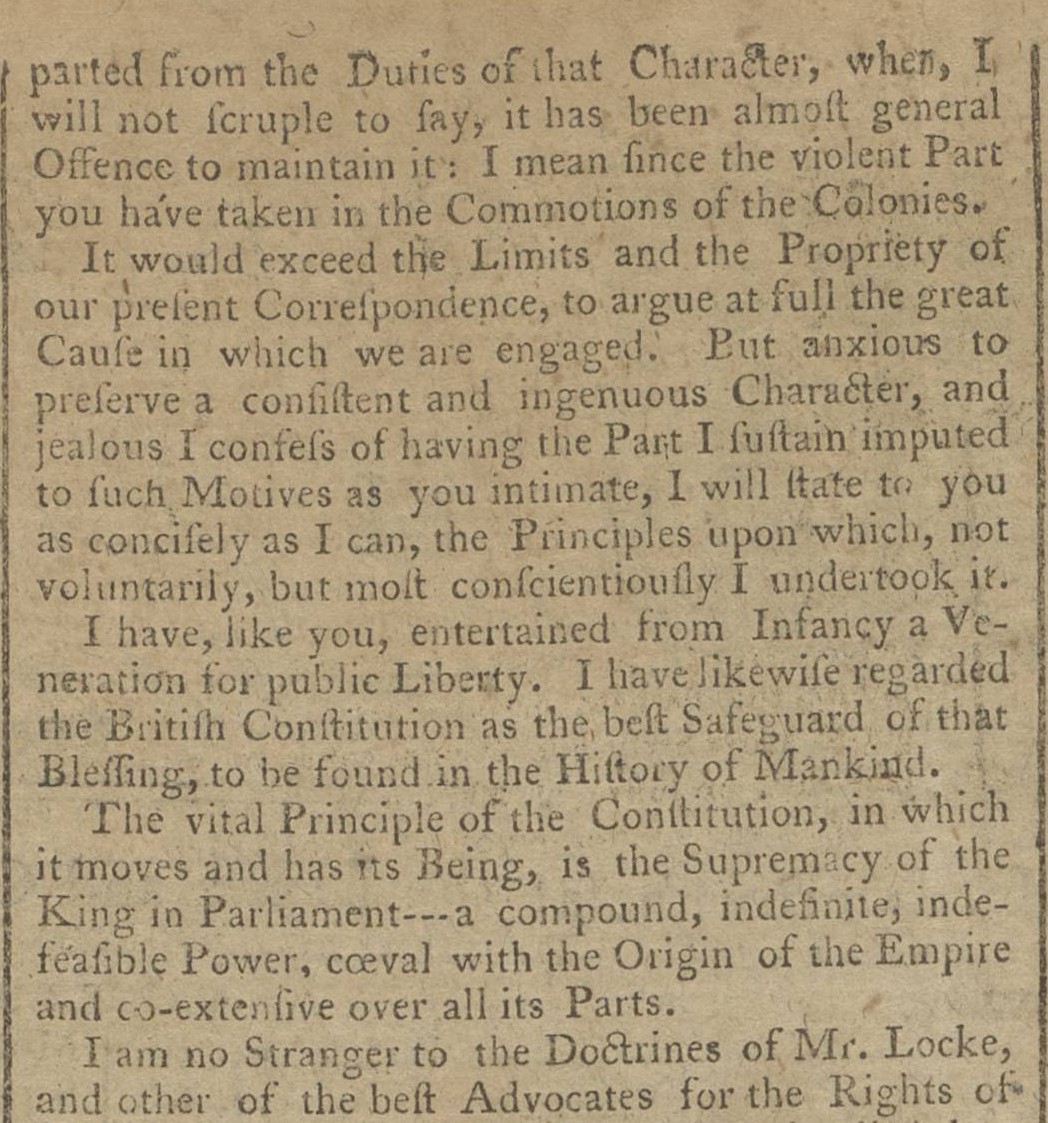 parted from the Duties of that Character, when, I
will not ſcruple to ſay, it has been almoſt general
Offence to maintain it: I mean ſince the violent Part
you have taken in the Commotions of the Colonies.
It would exceed the Limits and the Propriety of
our preſent Correſpondence, to argue at full the great
Cauſe in which we are engaged. But anxious to
preſerve a conſiſtent and ingenuous Character, and
jealous I confeſs of having the Part I ſuſtain imputed
to ſuch Motives as you intimate, I will ſtate to you
as conciſely as I can, the Principles upon which, not
voluntarily, but moſt conſcientiouſly I undertook it.
I have, like you, entertained from Infancy a Ve-
neration for public Liberty. I have likewiſe regarded
the Britiſh Conſtitution as the beſt Safeguard of that
Bleſſing, to be found in the Hiſtory of Mankind.
The vital Principle of the Conſtitution, in which
it moves and has its Being, is the Supremacy of the
King in Parliament---a compound, indefinite, inde-
feaſible Power, cœval with the Origin of the Empire
and co-extenſive over all its Parts.
I am no Stranger to the Doctrines of Mr. Locke,
and other of the beſt Advocates for the Rights of